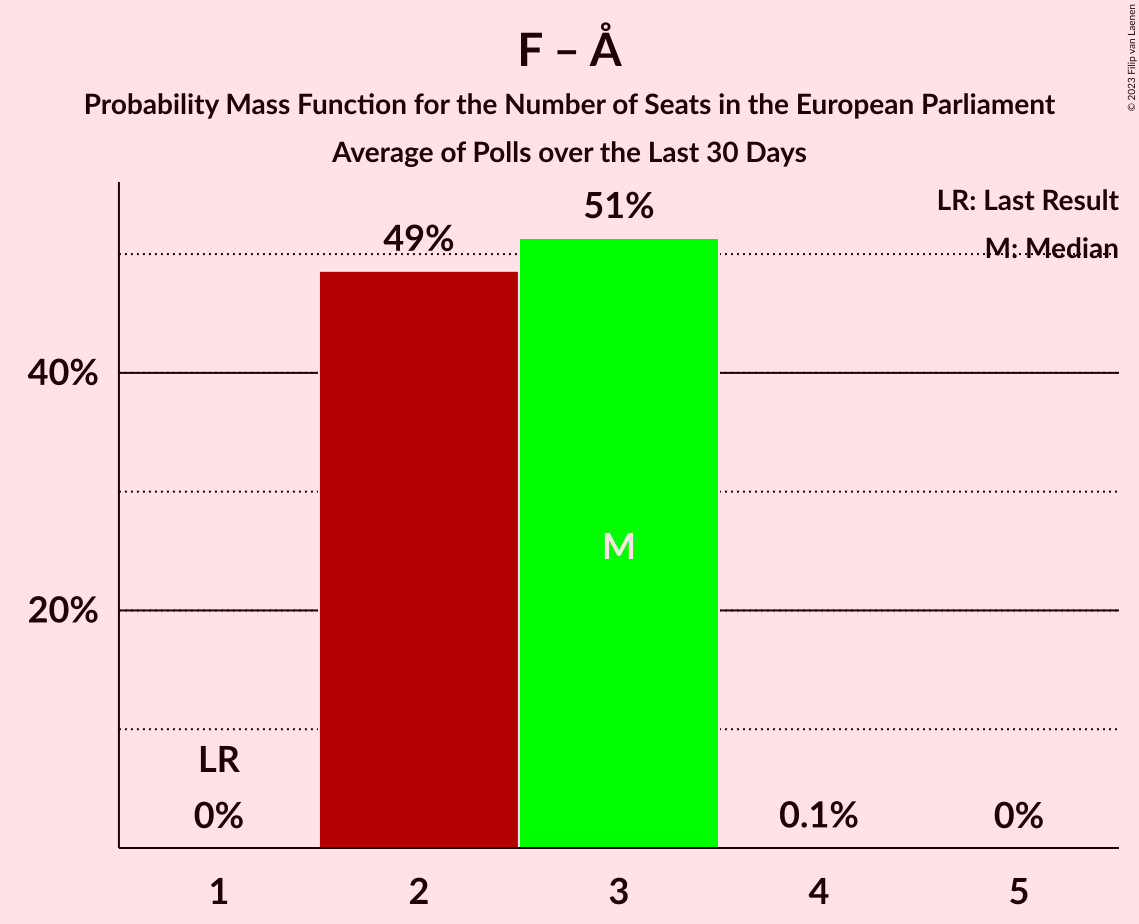 F – Å
Probability Mass Function for the Number of Seats in the European Parliament
Average of Polls over the Last 30 Days
© 2023 Filip van Laenen
LR: Last Result
M: Median
51%
49%
40%
M
20%
LR
0%
0.1%
0%
1 2 3 4 5